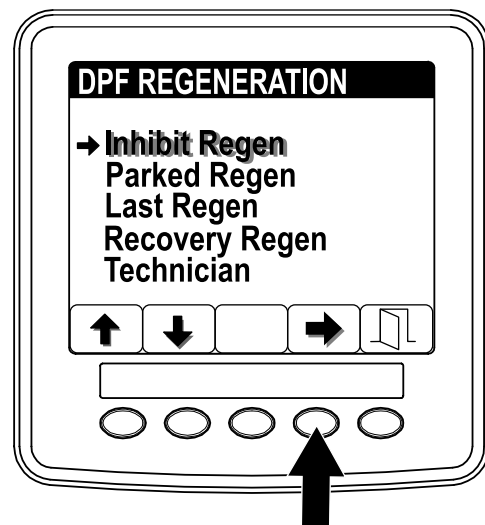 DPF REGENERATION
Inhibit Regen
Parked Regen
Last Regen
Recovery Regen
Technician